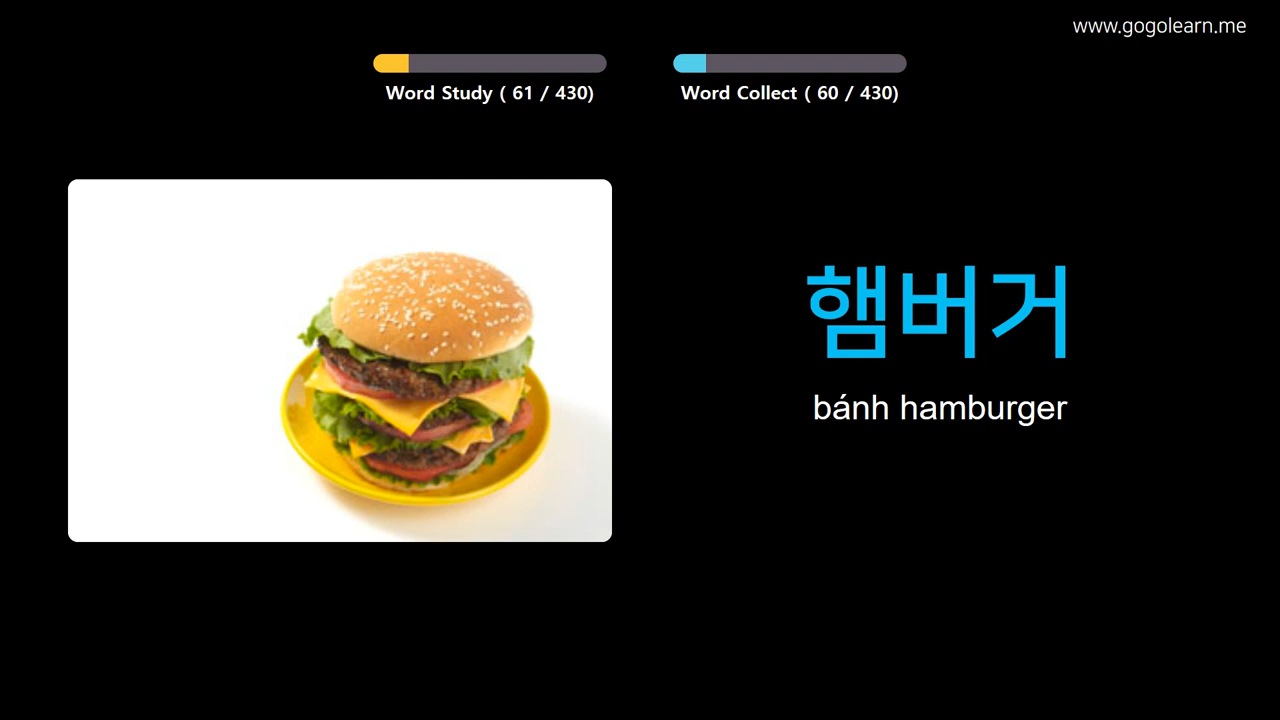 www.gogolearn.me
Word Study ( 61 / 430)
Word Collect ( 60 / 430)
햄버거
bánh hamburger